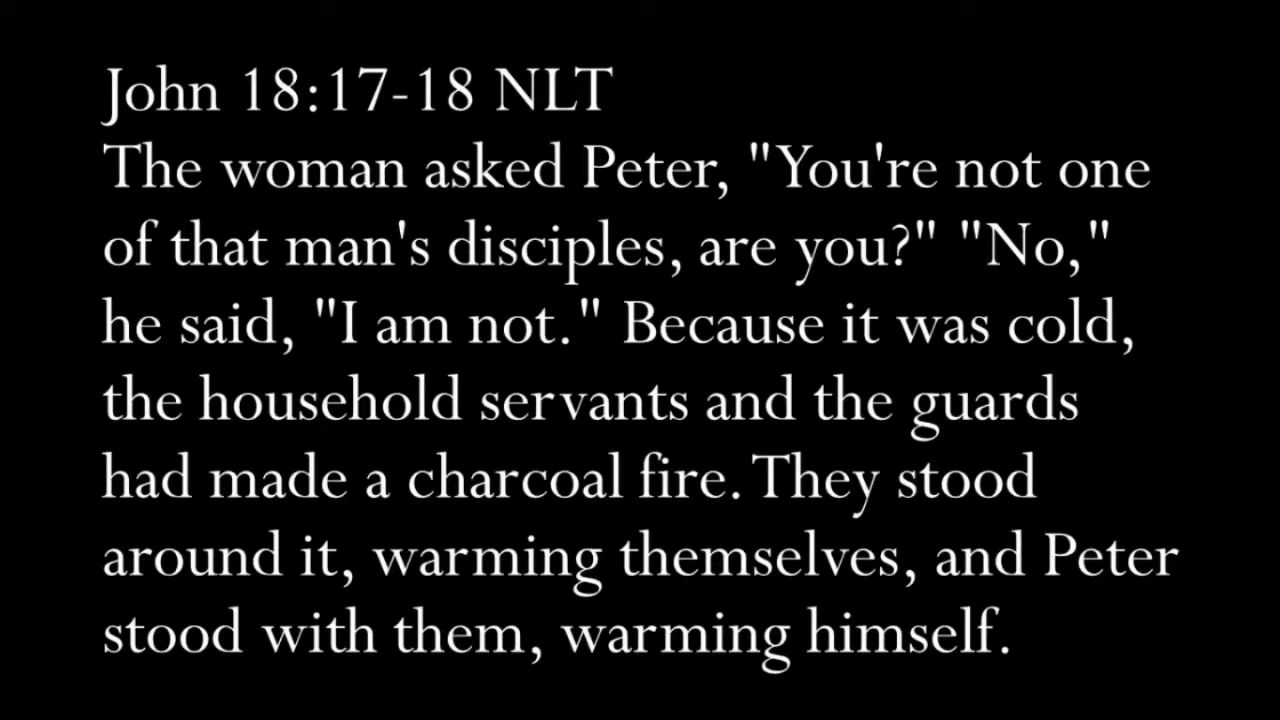 John 18:17-18 NLT
The woman asked Peter, "You're not one
of that man's disciples, are you?" "No,"
he said, "I am not." Because it was cold,
the household servants and the guards
had made a charcoal fire. They stood
around it, warming themselves, and Peter
stood with them, warming himself.